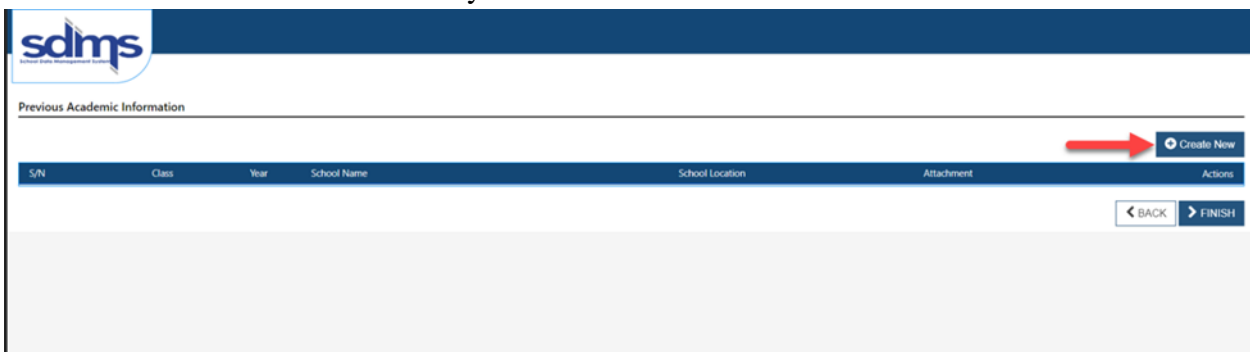 sdms
School Data Management System
Previous Academic Information
Create New
S/N Class Year School Name School Location Attachment Actions
BACK FINISH